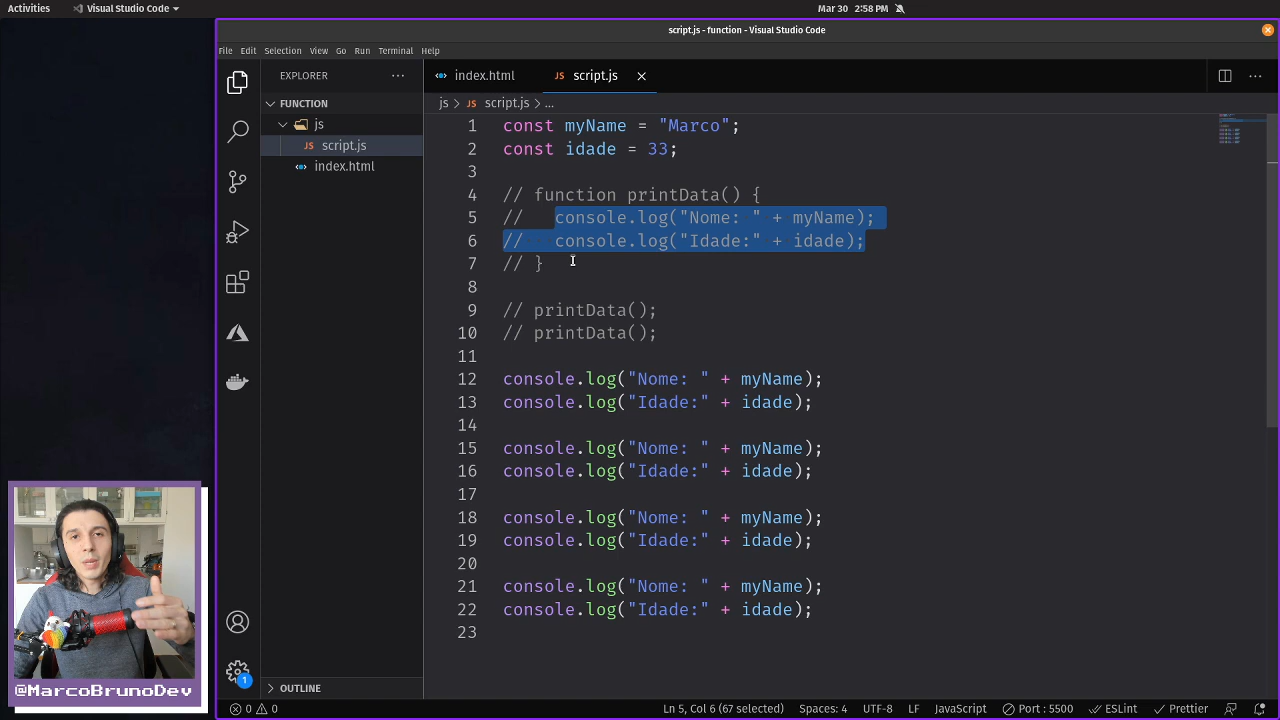 Activities
Visual Studio Code
Mar 30 2:58 PM
script.js - function - Visual Studio Code
File Edit Selection View Go Run Terminal Help
EXPLORER
index.html
JS script.js
FUNCTION
js > JS script.js > ...
js
JS script.js
index.html
1 const myName = "Marco";
2 const idade = 33;
3
4 // function printData() {
5 //   console.log("Nome: " + myName);
6 //   console.log("Idade:" + idade);
7 // }
8
9 // printData();
10 // printData();
11
12 console.log("Nome: " + myName);
13 console.log("Idade:" + idade);
14
15 console.log("Nome: " + myName);
16 console.log("Idade:" + idade);
17
18 console.log("Nome: " + myName);
19 console.log("Idade:" + idade);
20
21 console.log("Nome: " + myName);
22 console.log("Idade:" + idade);
23
1
@MarcoBrunoDev
OUTLINE
0 0
Ln 5, Col 6 (67 selected) Spaces: 4 UTF-8 LF JavaScript Port : 5500 ESLint Prettier